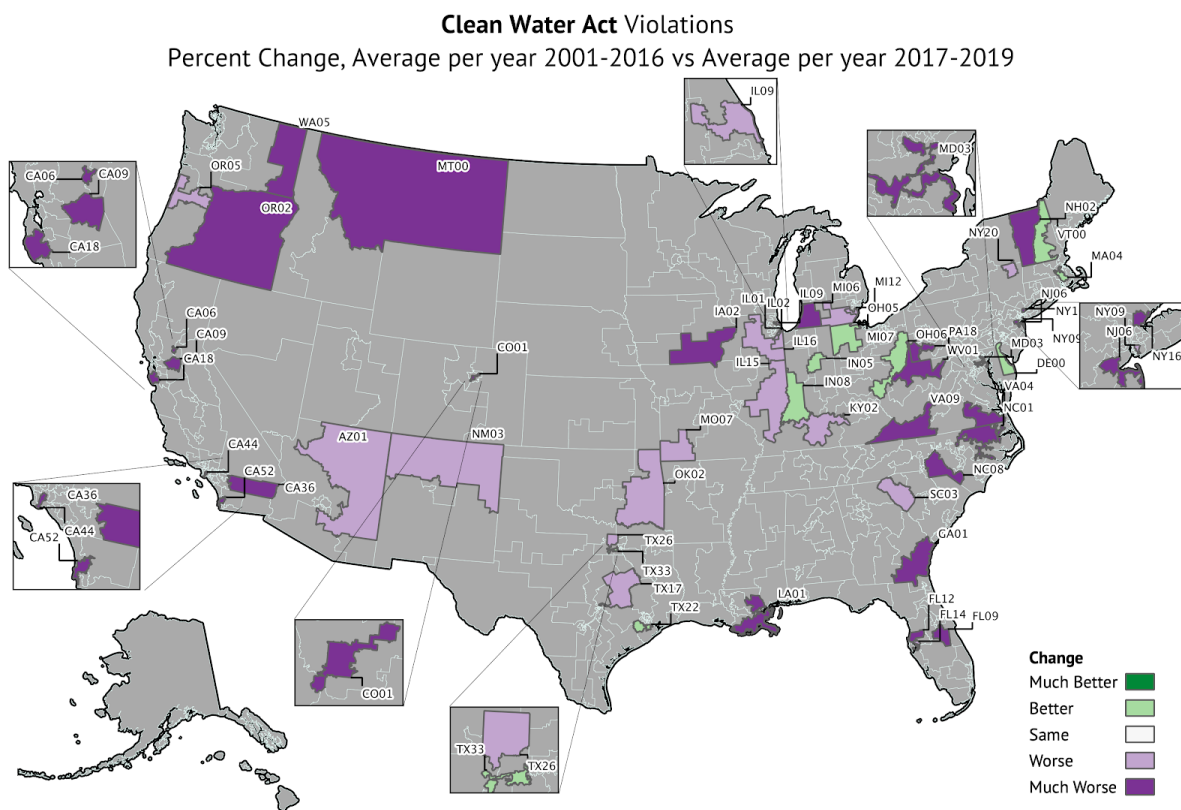 Clean Water Act Violations
Percent Change, Average per year 2001-2016 vs Average per year 2017-2019
IL09
WA05
MD03
OR05
MT00
CA06
CA09
CA18
OR02
NH02
VT00
NY20
MA04
CA06
CA09
CA18
CO01
IA02
IL01
IL02
IL09
MI06
MI12
OH05
MI07
IL16
IL15
IN05
IN08
OH06
PA18
WV01
NJ06
NY1
NY09
MD03
DE00
NY09
NJ06
NY16
VA04
NC01
VA09
KY02
MO07
AZ01
NM03
OK02
NC08
SC03
CA44
CA52
CA36
CA36
CA44
CA52
TX26
TX33
TX17
TX22
GA01
LA01
FL12
FL14
FL09
CO01
TX33
TX26
Change
Much Better
Better
Same
Worse
Much Worse